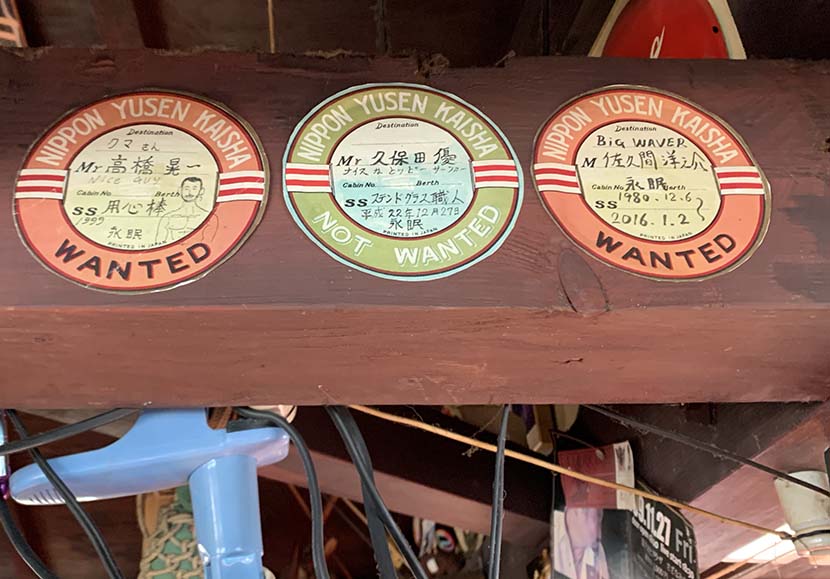 NIPPON YUSEN KAISHA
Destination
クマ さん
Mr 高橋 晃一
NICE GUY
Cabin No. Berth
SS 用心棒
1999
永眠
PRINTED IN JAPAN
WANTED
NIPPON YUSEN KAISHA
Destination
Mr 久保田 優
Cabin No. Berth
SS ステンドグラス 職人
平成 22年12月27日
永眠
PRINTED IN JAPAN
NOT WANTED
NIPPON YUSEN KAISHA
Destination
BIG WAVER
M 佐久間 洋之介
Cabin No. Berth
永眠
SS 1980.12.6
2016.1.2
PRINTED IN JAPAN
WANTED
11.27 Fri